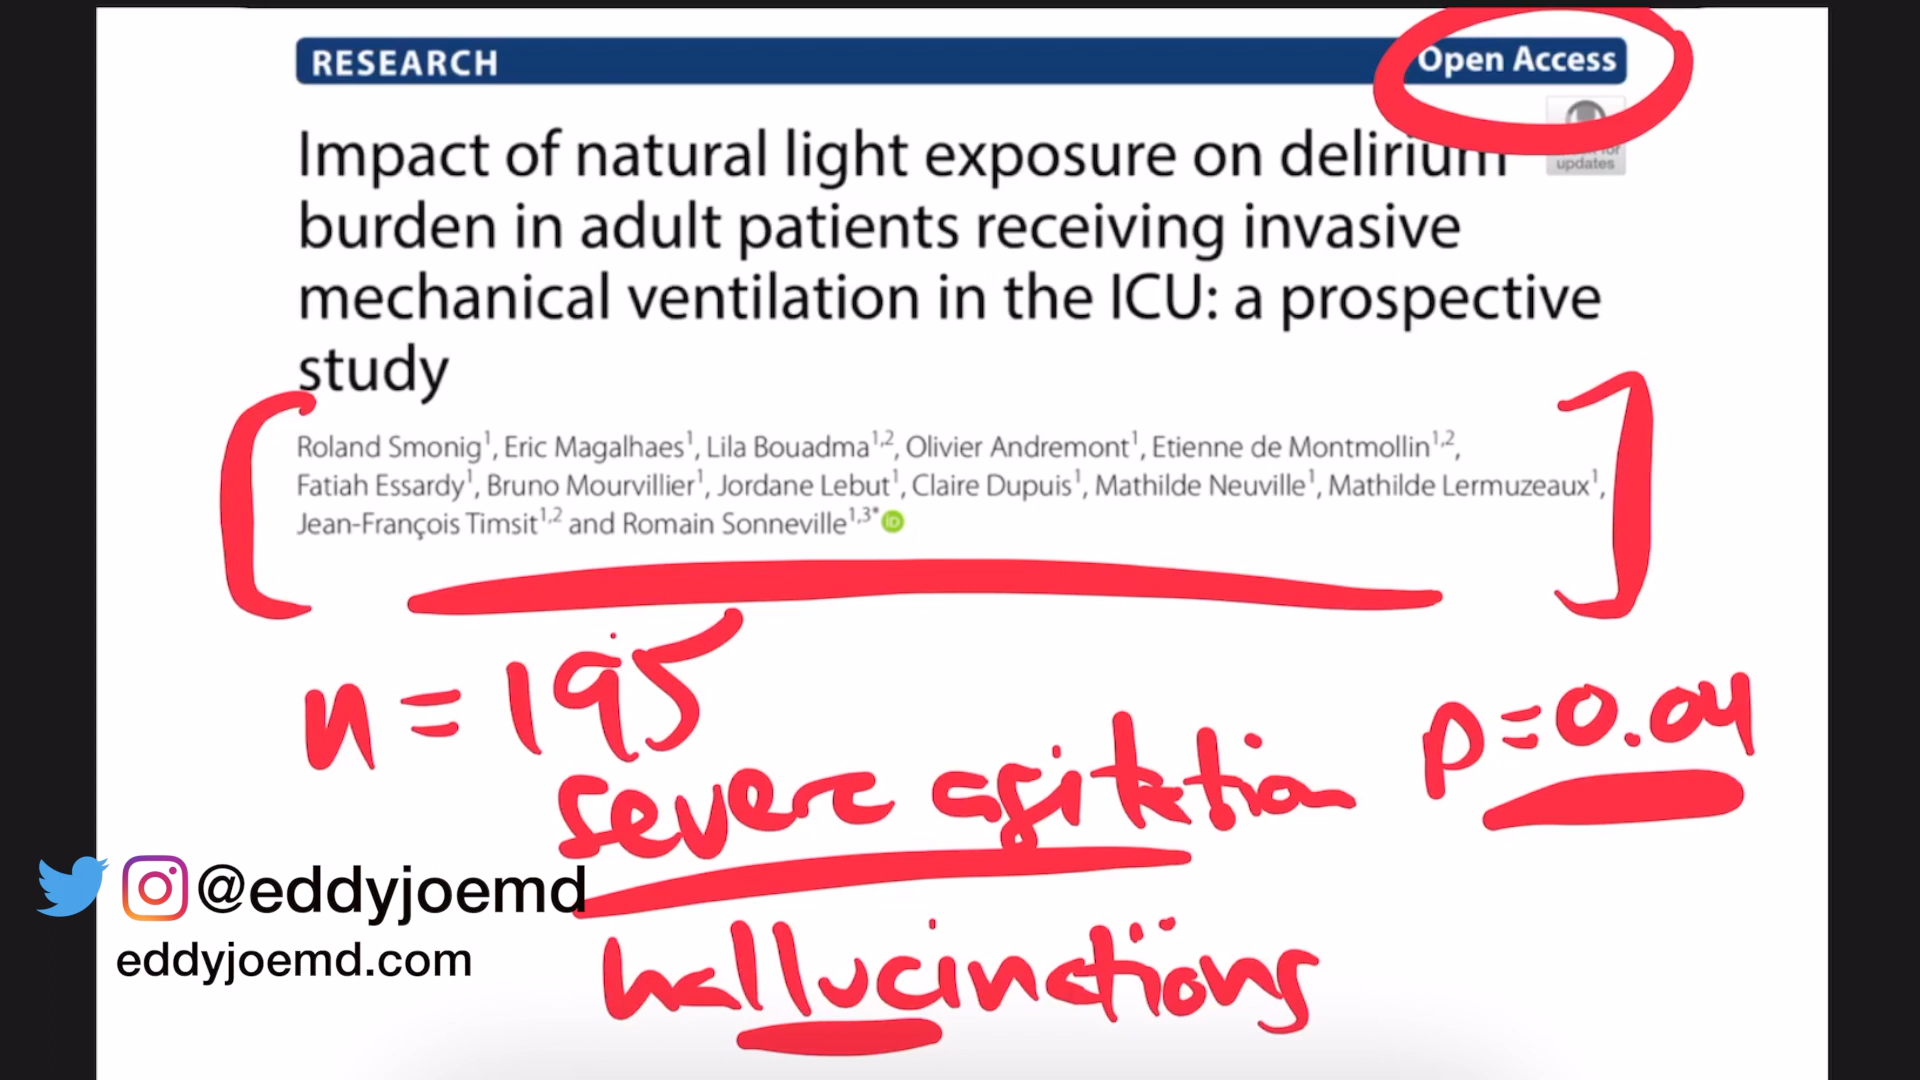 RESEARCH Open Access
Impact of natural light exposure on delirium
burden in adult patients receiving invasive
mechanical ventilation in the ICU: a prospective
study
updates
Roland Smonig1, Eric Magalhaes1, Lila Bouadma1,2, Olivier Andremont1, Etienne de Montmollin1,2,
Fatiah Essardy1, Bruno Mourvillier1, Jordane Lebut1, Claire Dupuis1, Mathilde Neuville1, Mathilde Lermuzeaux1,
Jean-François Timsit1,2 and Romain Sonneville1,3* iD
n = 195
p=0.04
severe agitation
hallucinations
@eddyjoemd
eddyjoemd.com